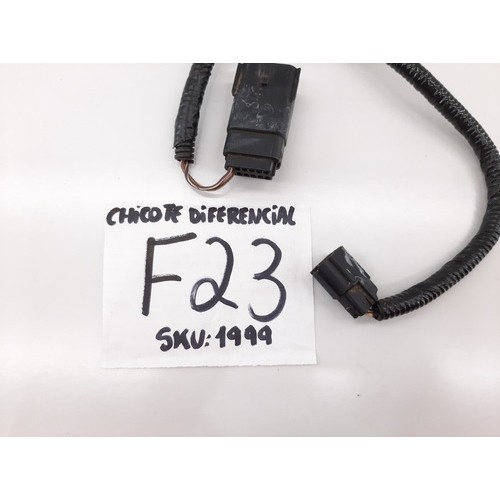 CHICOTE DIFERENCIAL
F23
SKU: 1999